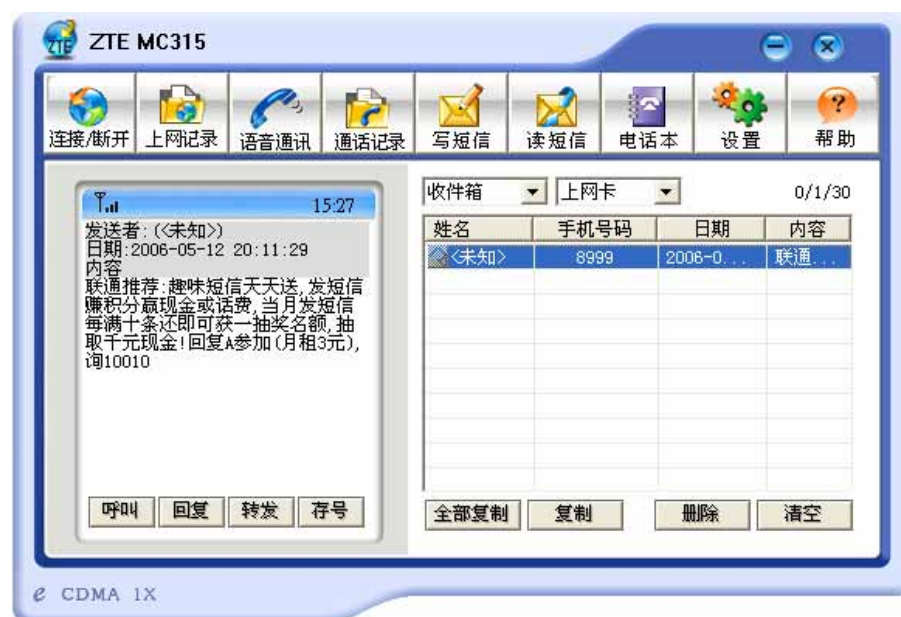 ZTE ZTE MC315
连接/断开 上网记录 语音通讯 通话记录 写短信 读短信 电话本 设置 帮助
15:27
发送者:(<未知>)
日期:2006-05-12 20:11:29
内容
联通推荐:趣味短信天天送,发短信
赚积分赢现金或话费,当月发短信
每满十条还即可获一抽奖名额,抽
取千元现金!回复A参加(月租3元),
询10010
呼叫 回复 转发 存号
收件箱 上网卡 0/1/30
姓名 手机号码 日期 内容
<未知> 8999 2006-0... 联通...
全部复制 复制 删除 清空
e CDMA 1X